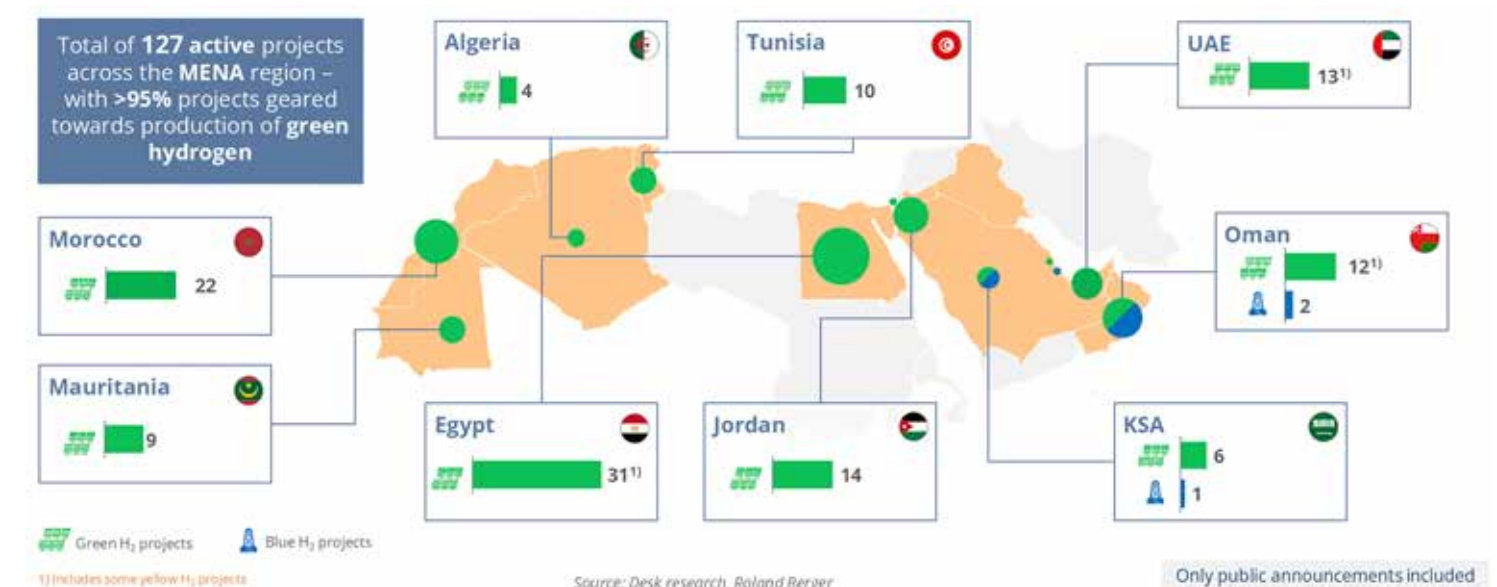 Total of 127 active projects
across the MENA region –
with >95% projects geared
towards production of green
hydrogen
Algeria
4
Tunisia
10
UAE
13¹⁾
Morocco
22
Oman
12¹⁾
2
Mauritania
9
Egypt
31¹⁾
Jordan
14
KSA
6
1
Green H₂ projects
Blue H₂ projects
1) Includes some yellow H₂ projects
Source: Desk research, Roland Berger
Only public announcements included